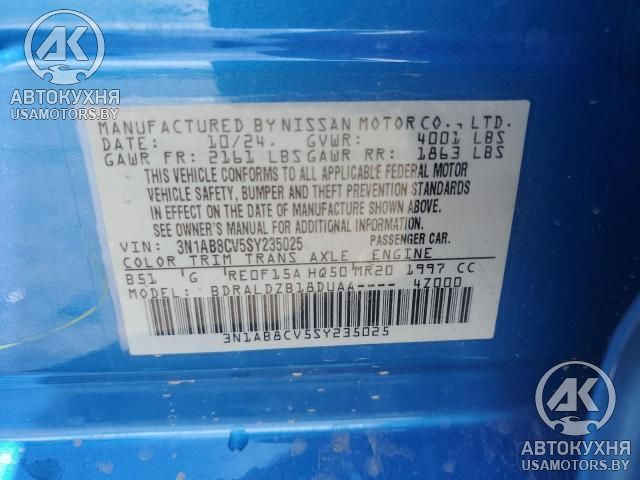 АК
АВТОКУХНЯ
USAMOTORS.BY
MANUFACTURED BY NISSAN MOTOR CO., LTD.
DATE: 10/24. GVWR: 4001 LBS
GAWR FR: 2161 LBS GAWR RR: 1863 LBS
THIS VEHICLE CONFORMS TO ALL APPLICABLE FEDERAL MOTOR
VEHICLE SAFETY, BUMPER AND THEFT PREVENTION STANDARDS
IN EFFECT ON THE DATE OF MANUFACTURE SHOWN ABOVE.
SEE OWNER'S MANUAL FOR ADDITIONAL INFORMATION.
VIN: 3N1AB8CV5SY235025 PASSENGER CAR.
COLOR TRIM TRANS AXLE ENGINE
B51 G RE0F15A HQ50 MR20 1997 CC
MODEL: BDRALDZB18DUAA---- 4Z000
3N1AB8CV5SY235025
АК
АВТОКУХНЯ
USAMOTORS.BY